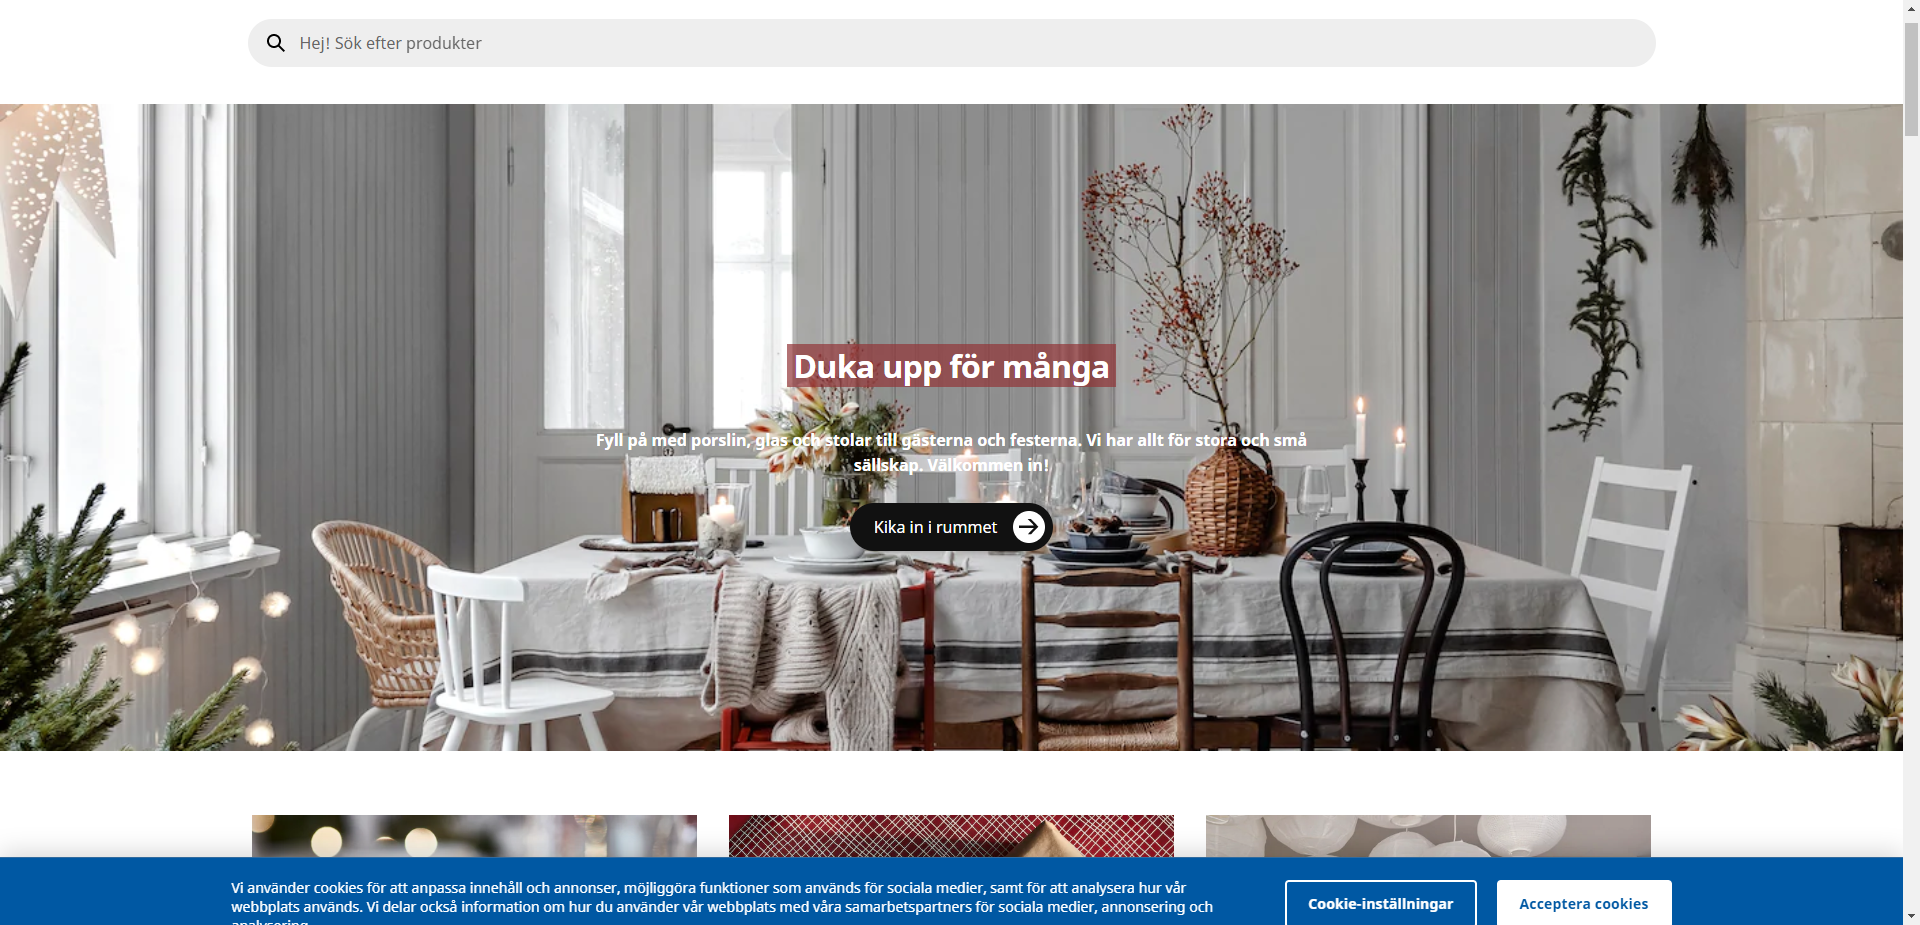 Hej! Sök efter produkter
Duka upp för många
Fyll på med porslin, glas och stolar till gästerna och festerna. Vi har allt för stora och små
sällskap. Välkommen in!
Kika in i rummet
Vi använder cookies för att anpassa innehåll och annonser, möjliggöra funktioner som används för sociala medier, samt för att analysera hur vår
webbplats används. Vi delar också information om hur du använder vår webbplats med våra samarbetspartners för sociala medier, annonsering och
analysering.
Cookie-inställningar
Acceptera cookies